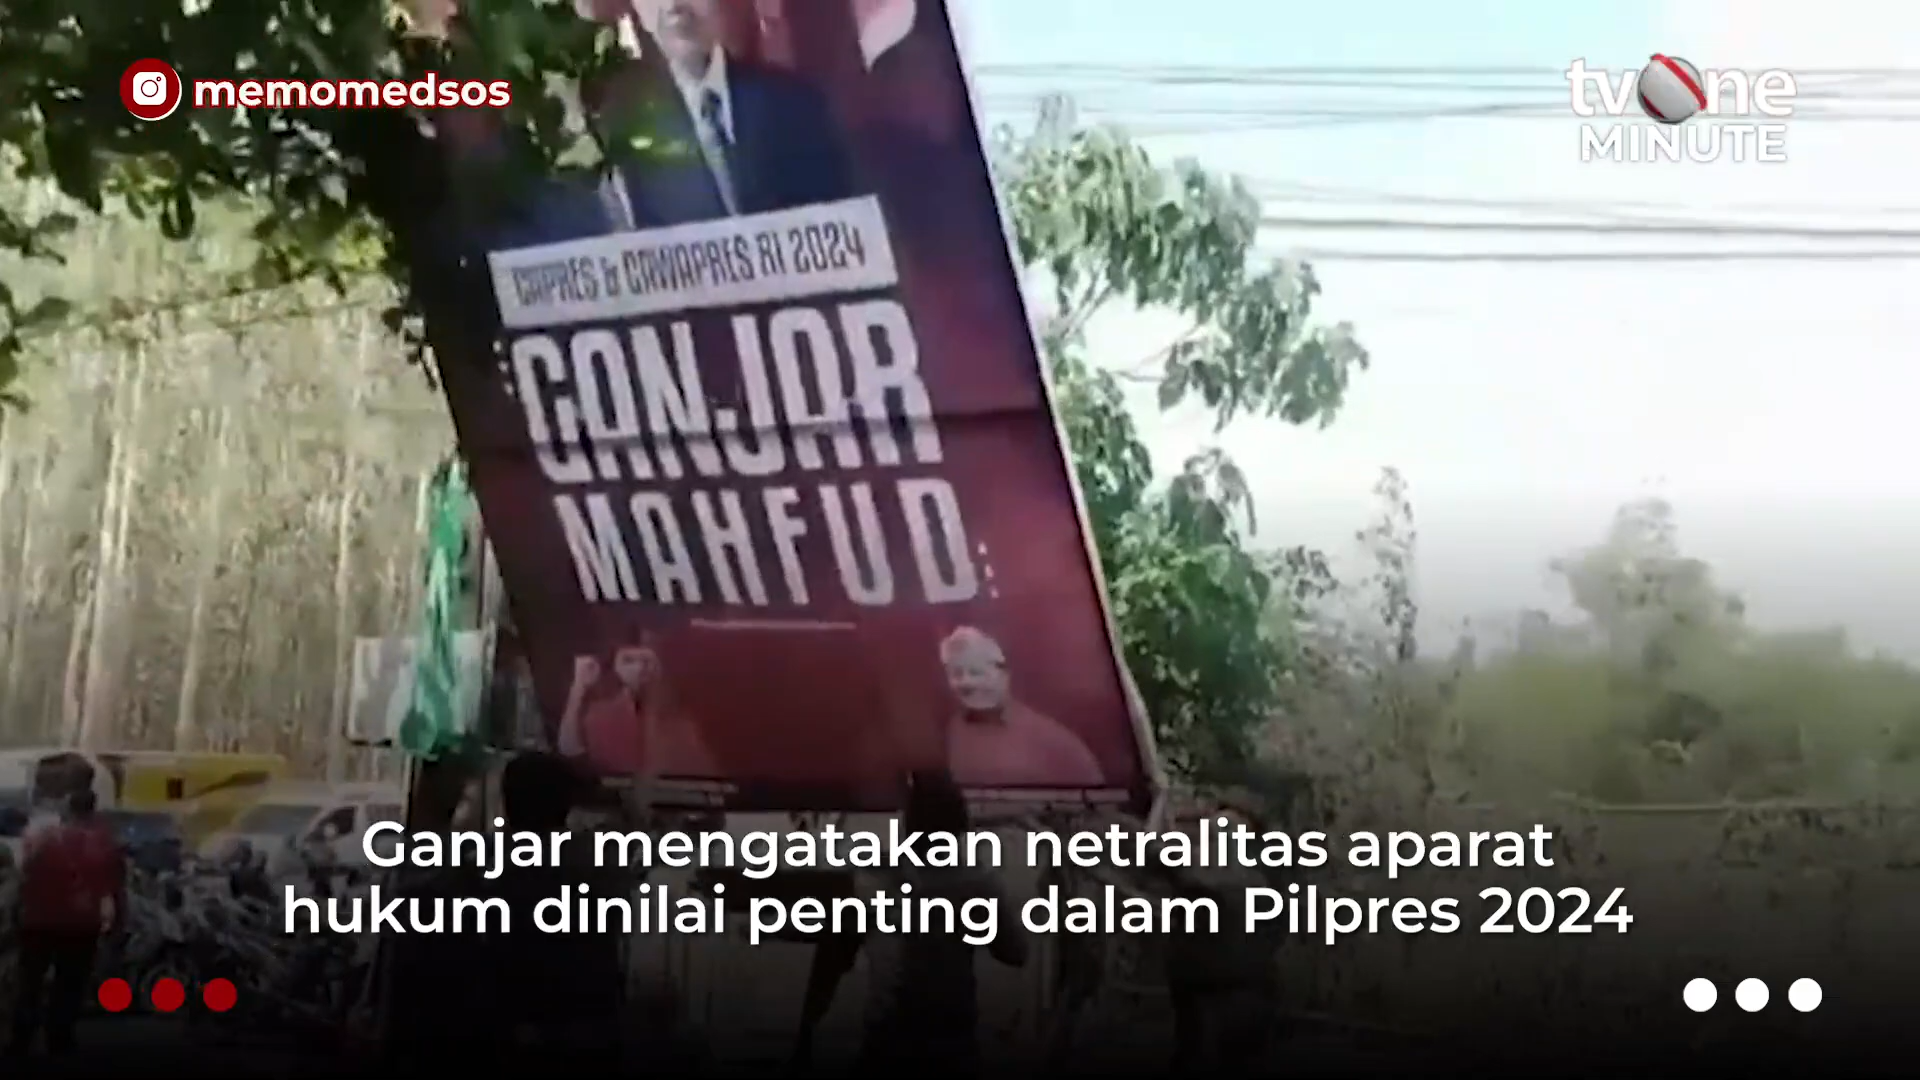 memomedsos
tvOne
MINUTE
CAPRES & CAWAPRES RI 2024
GANJAR
MAHFUD
Ganjar mengatakan netralitas aparat
hukum dinilai penting dalam Pilpres 2024